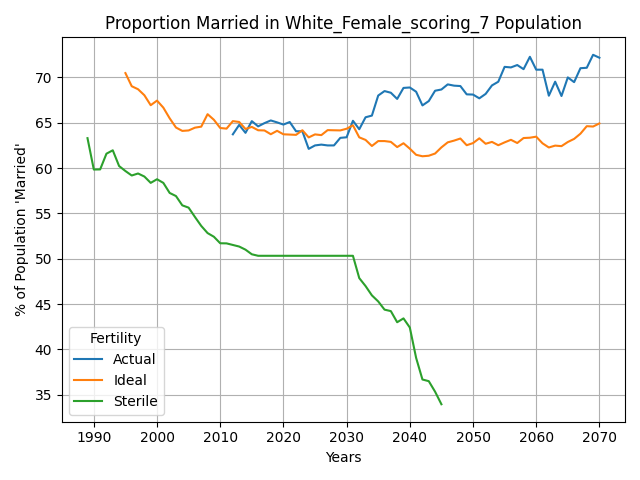 Proportion Married in White_Female_scoring_7 Population
% of Population 'Married'
70
65
60
55
50
45
40
35
Fertility
Actual
Ideal
Sterile
1990 2000 2010 2020 2030 2040 2050 2060 2070
Years